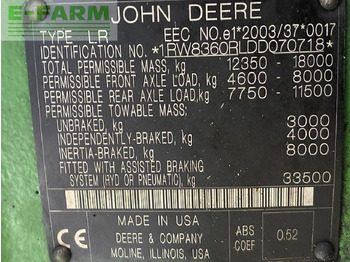 E-FARM
JOHN DEERE
TYPE LR EEC NO.e1*2003/37*0017
IDENTIFICATION NO. *1RW8360RLDD070718*
TOTAL PERMISSIBLE MASS, kg 12350 - 18000
PERMISSIBLE FRONT AXLE LOAD, kg 4600 - 8000
PERMISSIBLE REAR AXLE LOAD, kg 7750 - 11500
PERMISSIBLE TOWABLE MASS,
UNBRAKED, kg 3000
INDEPENDENTLY-BRAKED, kg 4000
INERTIA-BRAKED, kg 8000
FITTED WITH ASSISTED BRAKING
SYSTEM (RYD OR PNEUMATIC), kg 33500
MADE IN USA
CE DEERE & COMPANY
MOLINE, ILLINOIS, USA
ABS COEF 0.52